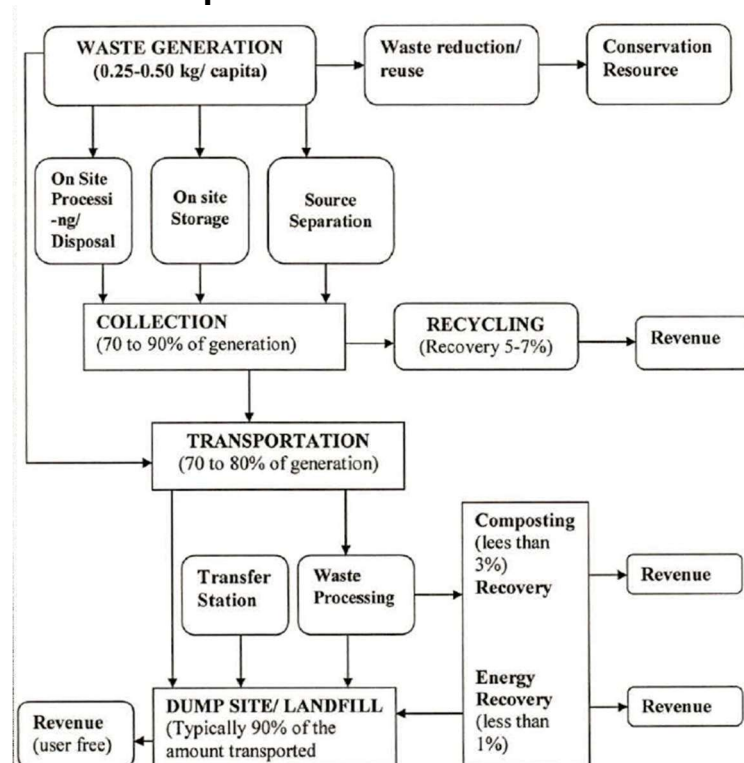 WASTE GENERATION
(0.25-0.50 kg/ capita)
Waste reduction/
reuse
Conservation
Resource
On Site
Processi
-ng/
Disposal
On site
Storage
Source
Separation
COLLECTION
(70 to 90% of generation)
RECYCLING
(Recovery 5-7%)
Revenue
TRANSPORTATION
(70 to 80% of generation)
Transfer
Station
Waste
Processing
Composting
(lees than
3%)
Recovery
Revenue
Energy
Recovery
(less than
1%)
Revenue
DUMP SITE/ LANDFILL
(Typically 90% of the
amount transported
Revenue
(user free)